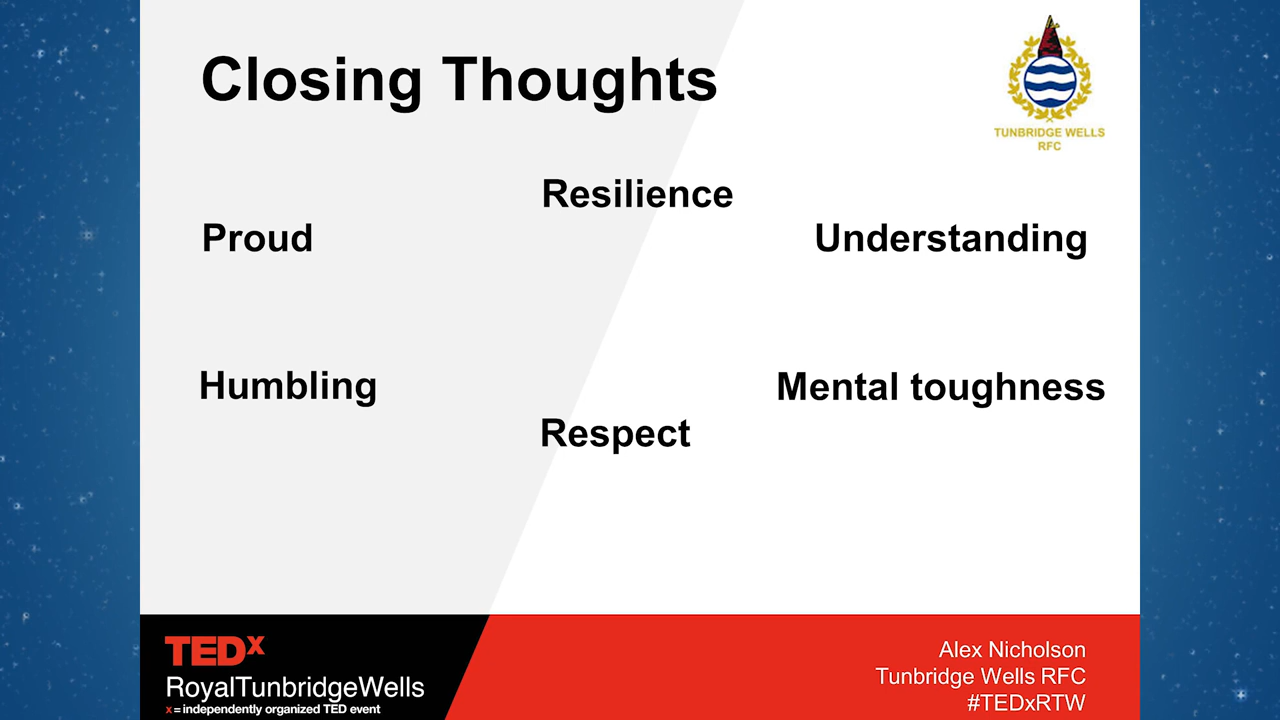 Closing Thoughts
TUNBRIDGE WELLS
RFC
Resilience
Proud
Understanding
Humbling
Mental toughness
Respect
TEDx
RoyalTunbridgeWells
x = independently organized TED event
Alex Nicholson
Tunbridge Wells RFC
#TEDxRTW